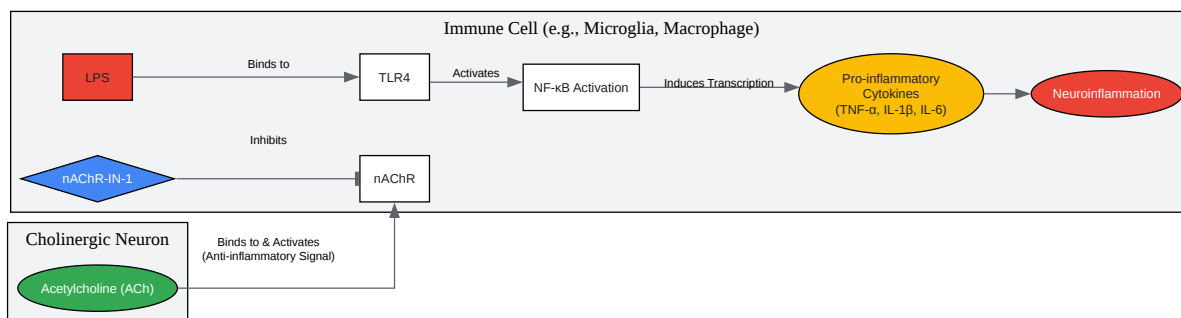 Immune Cell (e.g., Microglia, Macrophage)
LPS
Binds to
TLR4
Activates
NF-κB Activation
Induces Transcription
Pro-inflammatory
Cytokines
(TNF-α, IL-1β, IL-6)
Neuroinflammation
Inhibits
nAChR-IN-1
nAChR
Cholinergic Neuron
Binds to & Activates
(Anti-inflammatory Signal)
Acetylcholine (ACh)